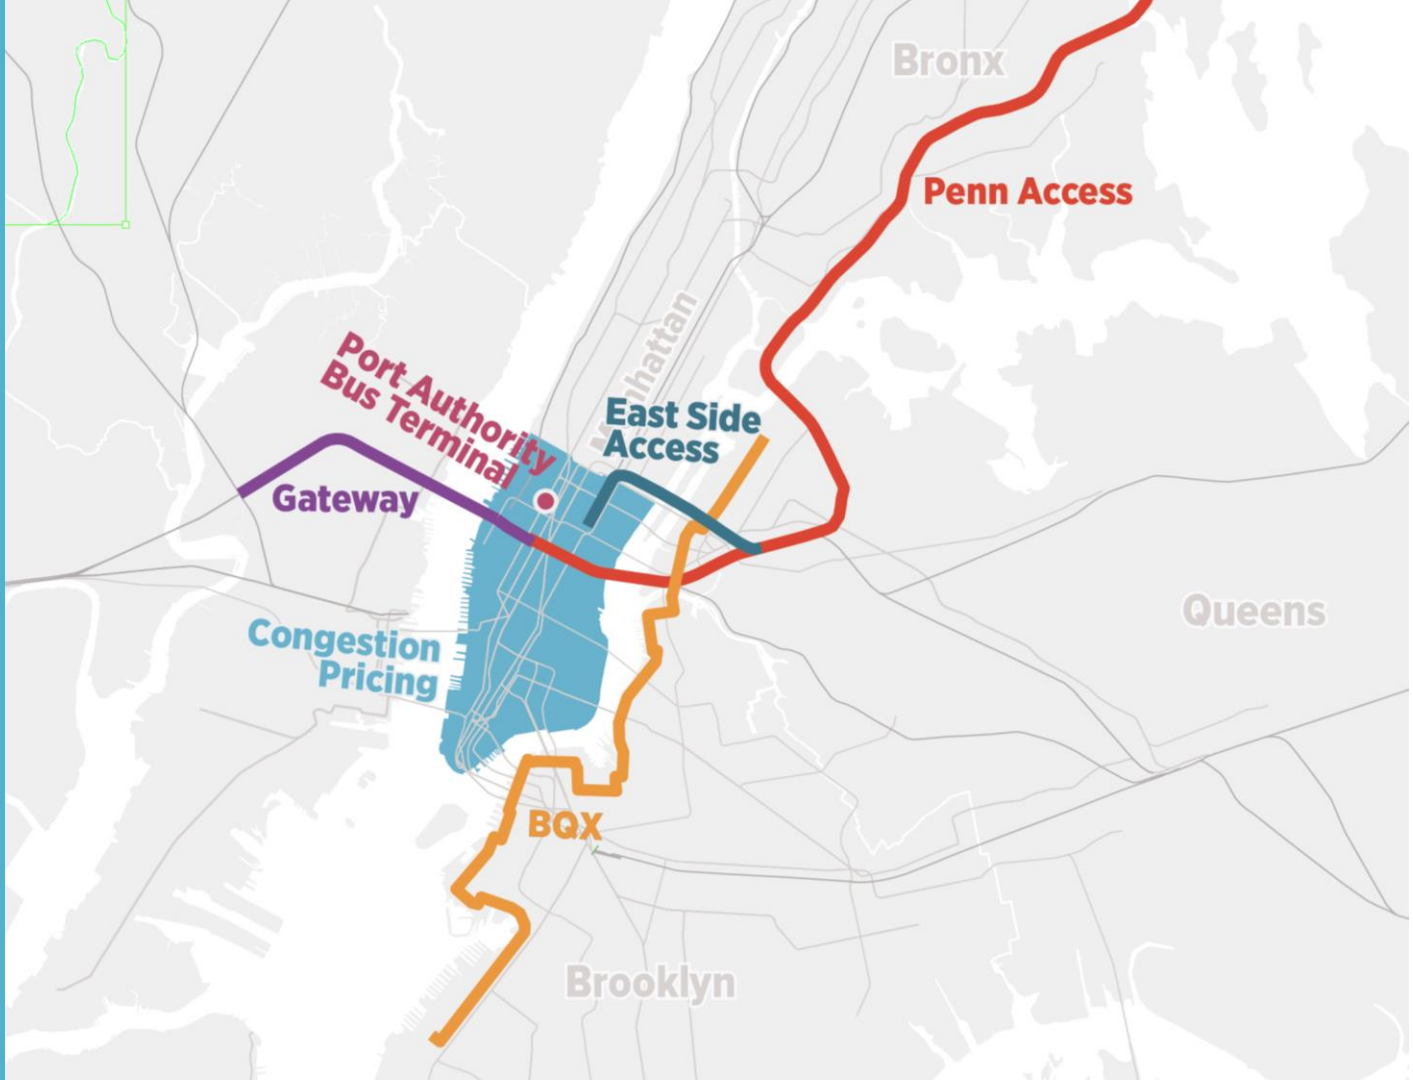 Bronx
Penn Access
Manhattan
Port Authority
Bus Terminal
East Side
Access
Gateway
Queens
Congestion
Pricing
BQX
Brooklyn